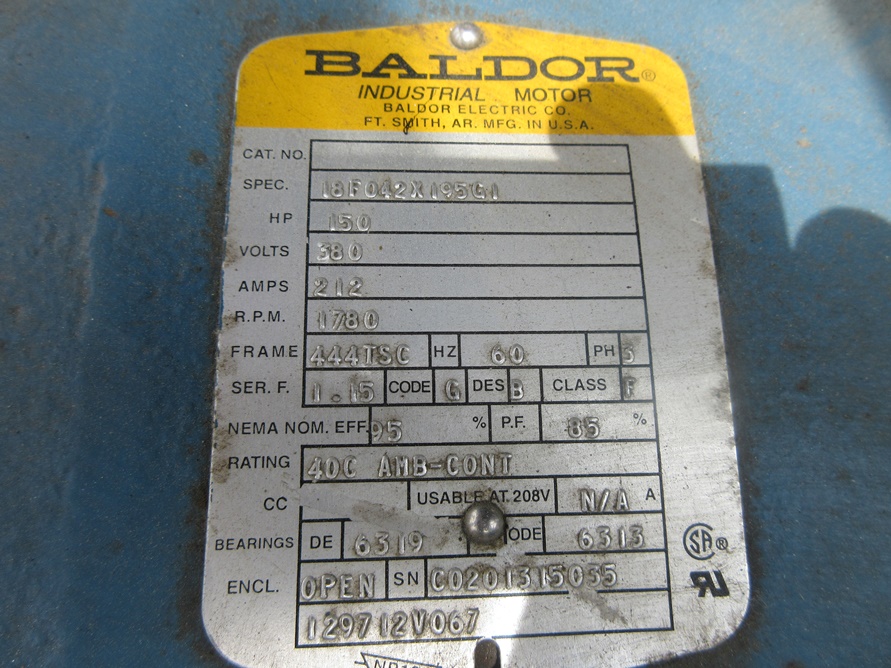 BALDOR®
INDUSTRIAL MOTOR
BALDOR ELECTRIC CO.
FT. SMITH, AR. MFG. IN U.S.A.
CAT. NO.
SPEC. 18F042X195G1
HP 150
VOLTS 380
AMPS 212
R.P.M. 1780
FRAME 444TSC HZ 60 PH 3
SER. F. 1.15 CODE G DES B CLASS F
NEMA NOM. EFF. 95 % P.F. 85 %
RATING 40C AMB-CONT
CC USABLE AT 208V N/A A
BEARINGS DE 6319 ODE 6313
ENCL. OPEN SN C0201315035
129712V067
SA®